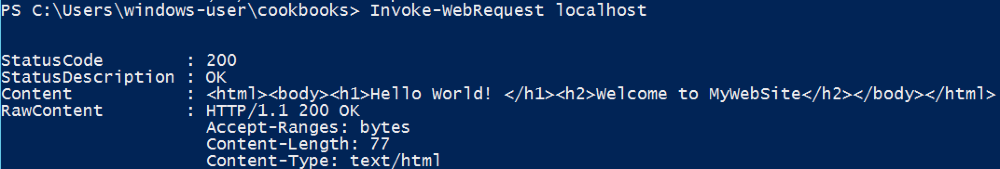 PS C:\Users\windows-user\cookbooks> Invoke-WebRequest localhost
StatusCode : 200
StatusDescription : OK
Content : <html><body><h1>Hello World! </h1><h2>Welcome to MyWebSite</h2></body></html>
RawContent : HTTP/1.1 200 OK
Accept-Ranges: bytes
Content-Length: 77
Content-Type: text/html